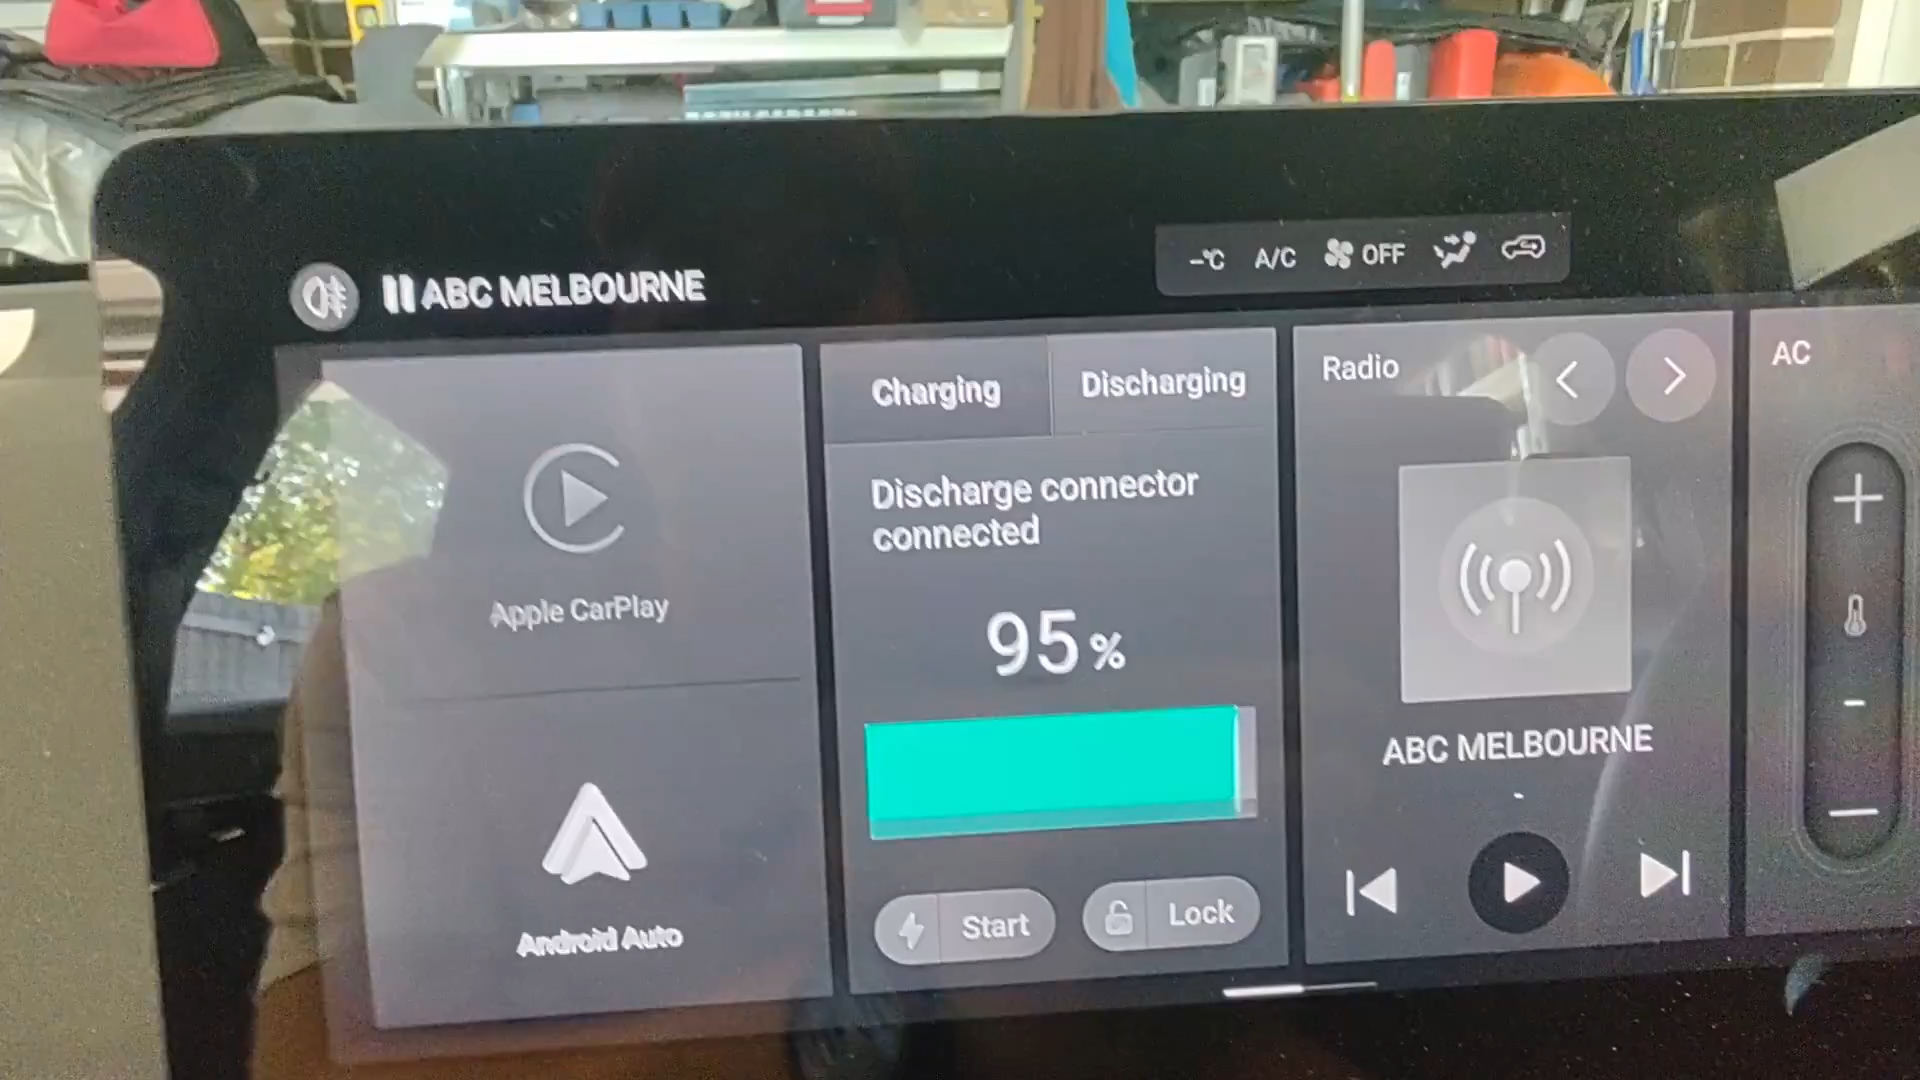 ABC MELBOURNE
-°C A/C OFF
Apple CarPlay
Android Auto
Charging
Discharging
Discharge connector
connected
95%
Start
Lock
Radio
ABC MELBOURNE
-
AC
-